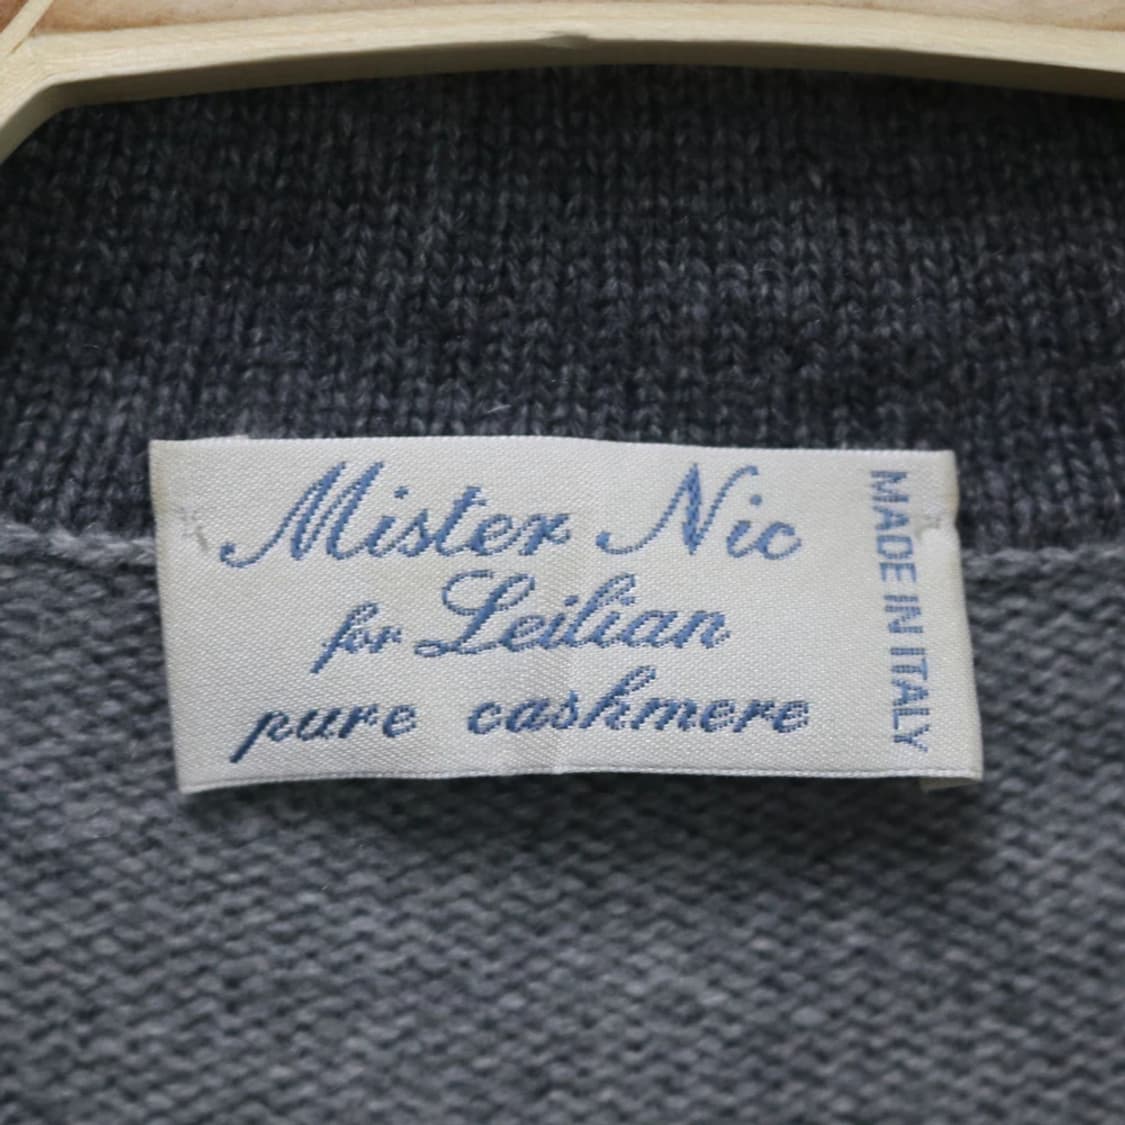 Mister Nic
for Leilian
pure cashmere
MADE IN ITALY